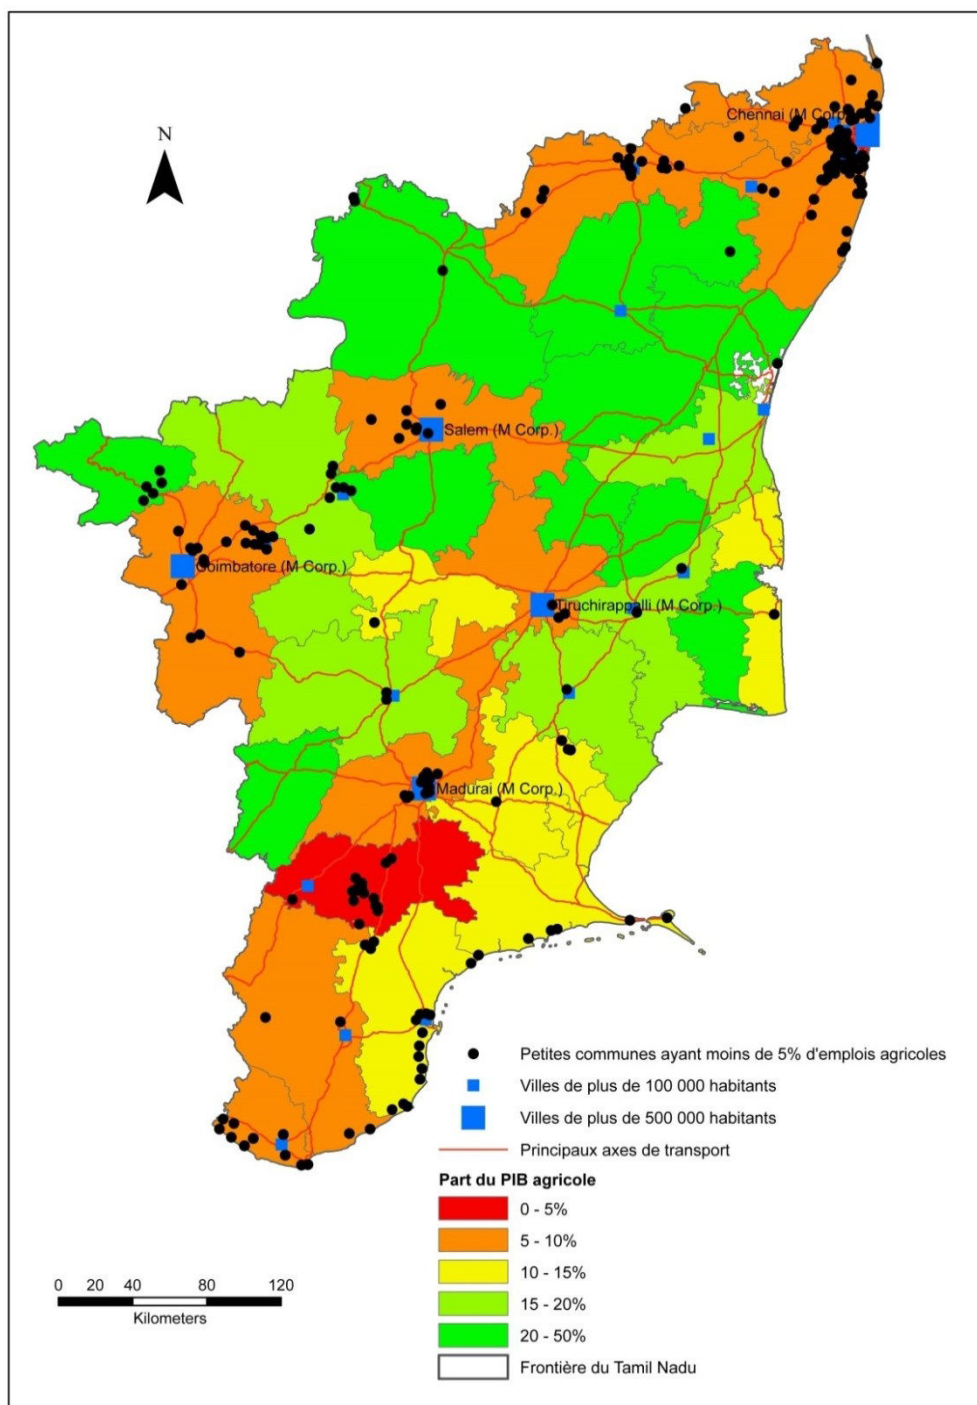 N
Chennai (M Corp.)
Salem (M Corp.)
Coimbatore (M Corp.)
Tiruchirappalli (M Corp.)
Madurai (M Corp.)
Petites communes ayant moins de 5% d'emplois agricoles
Villes de plus de 100 000 habitants
Villes de plus de 500 000 habitants
Principaux axes de transport
Part du PIB agricole
0 - 5%
5 - 10%
10 - 15%
15 - 20%
20 - 50%
Frontière du Tamil Nadu
0 20 40 80 120
Kilometers